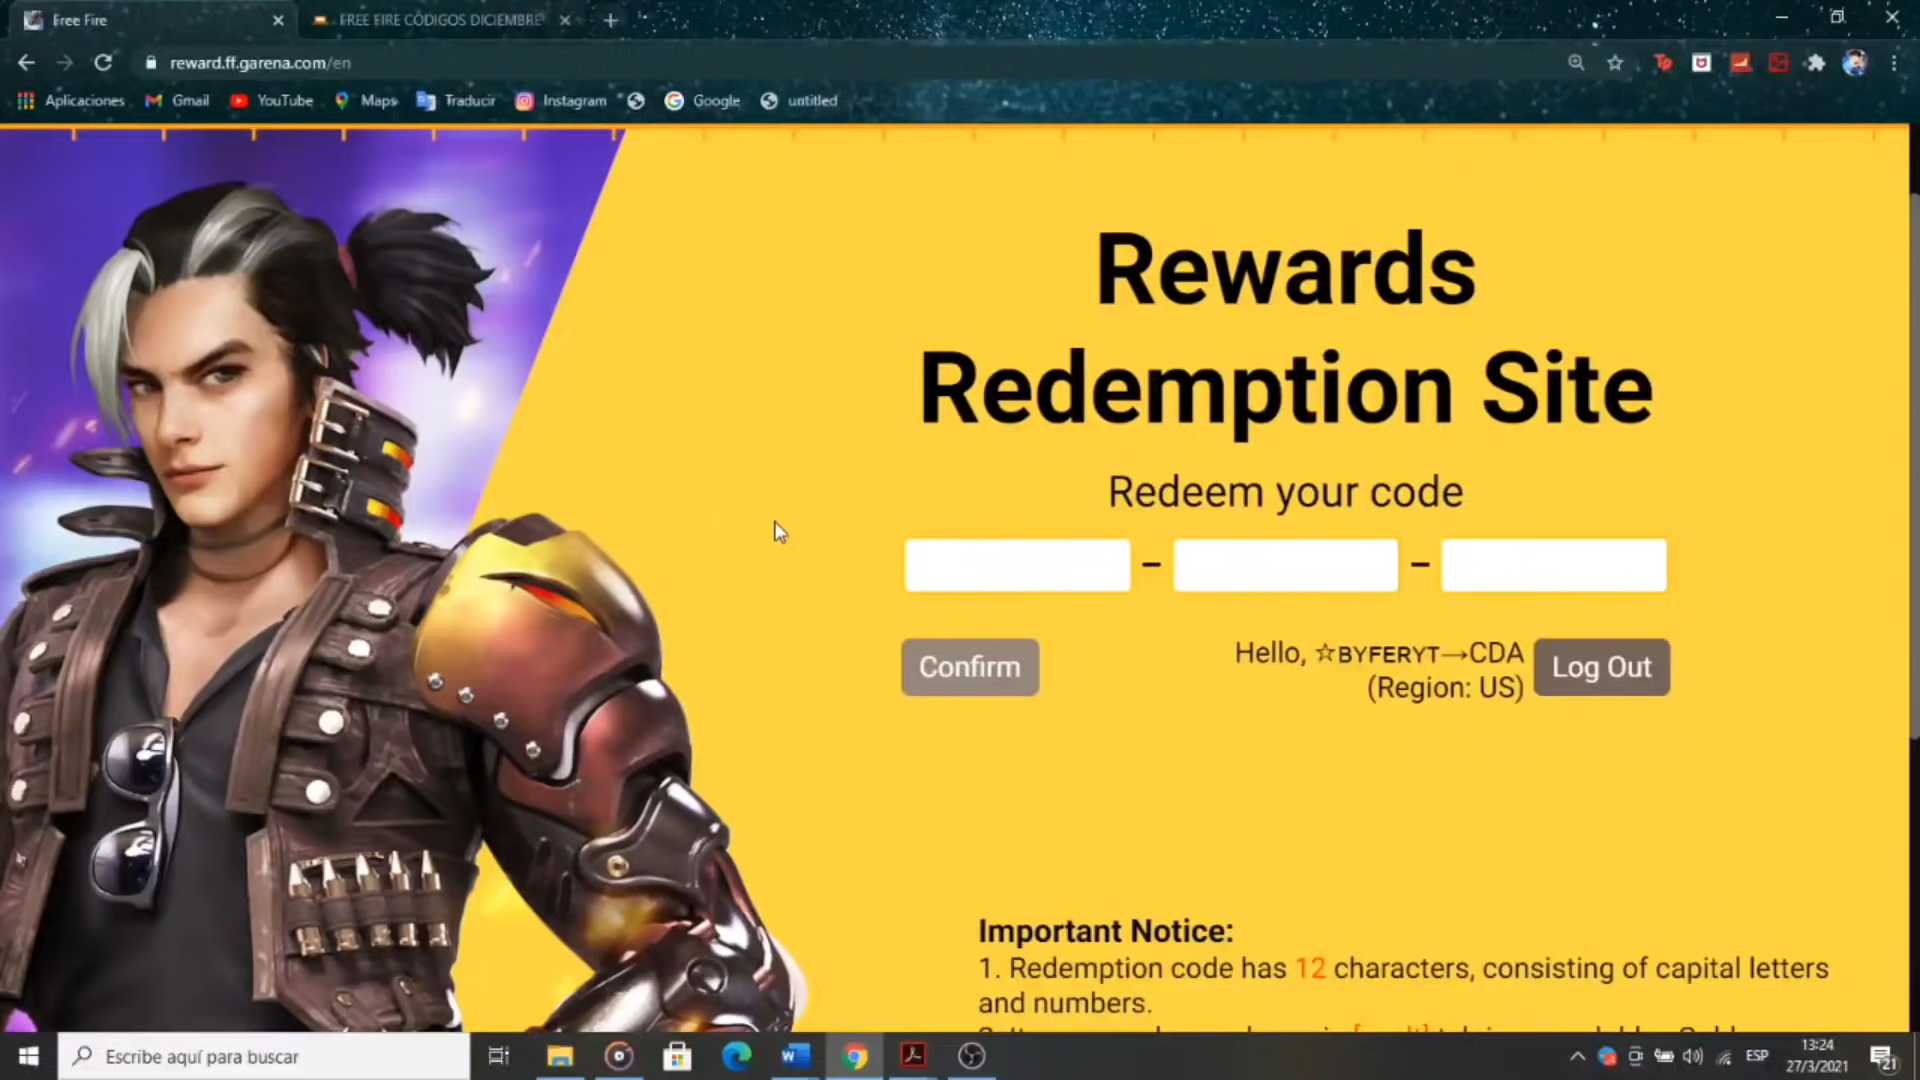 Free Fire
FREE FIRE CÓDIGOS DICIEMBRE
reward.ff.garena.com/en
Aplicaciones Gmail YouTube Maps Traducir Instagram Google untitled
Rewards
Redemption Site
Redeem your code
– –
Confirm
Hello, ☆BYFERYT→CDA
(Region: US)
Log Out
Important Notice:
1. Redemption code has 12 characters, consisting of capital letters
and numbers.
Escribe aquí para buscar
ESP
13:24
27/3/2021
21